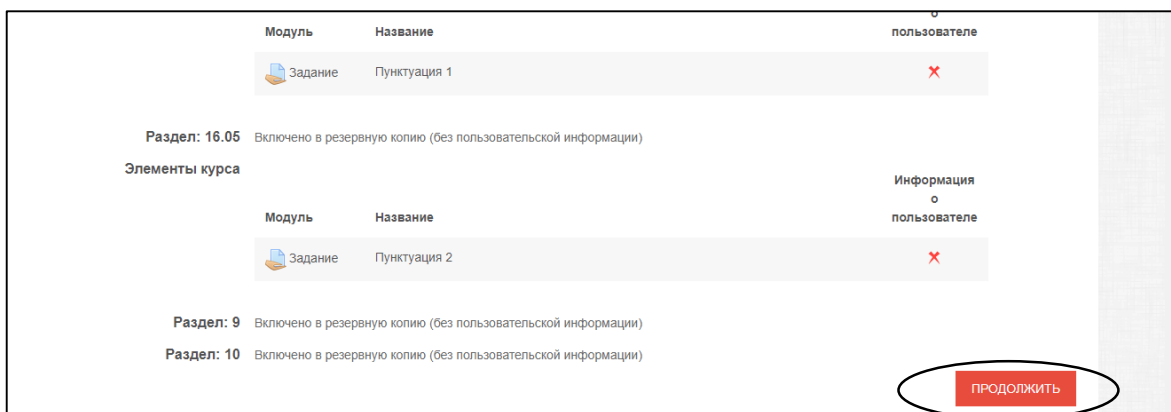 о
Модуль Название пользователе
Задание Пунктуация 1
Раздел: 16.05 Включено в резервную копию (без пользовательской информации)
Элементы курса
Информация
о
Модуль Название пользователе
Задание Пунктуация 2
Раздел: 9 Включено в резервную копию (без пользовательской информации)
Раздел: 10 Включено в резервную копию (без пользовательской информации)
ПРОДОЛЖИТЬ